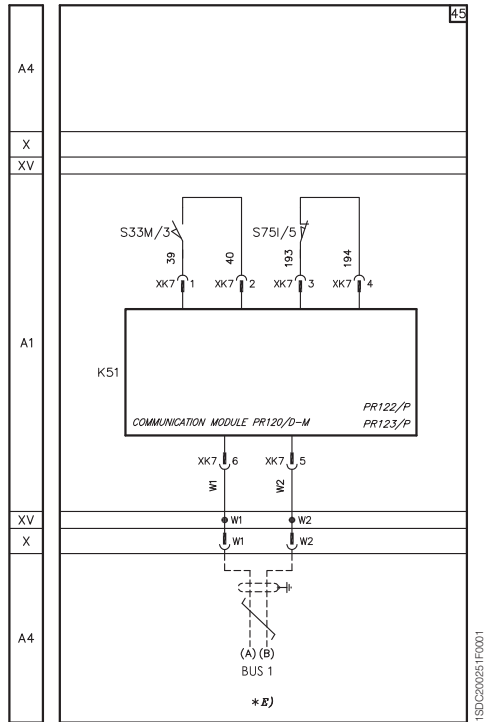 45
A4
X
XV
S33M/3
S75I/5
39
40
193
194
XK7 1
XK7 2
XK7 3
XK7 4
A1
K51
PR122/P
COMMUNICATION MODULE PR120/D-M
PR123/P
XK7 6
XK7 5
W1
W2
XV
W1
W2
X
W1
W2
A4
(A) (B)
BUS 1
*E)
1SDC200251F0001